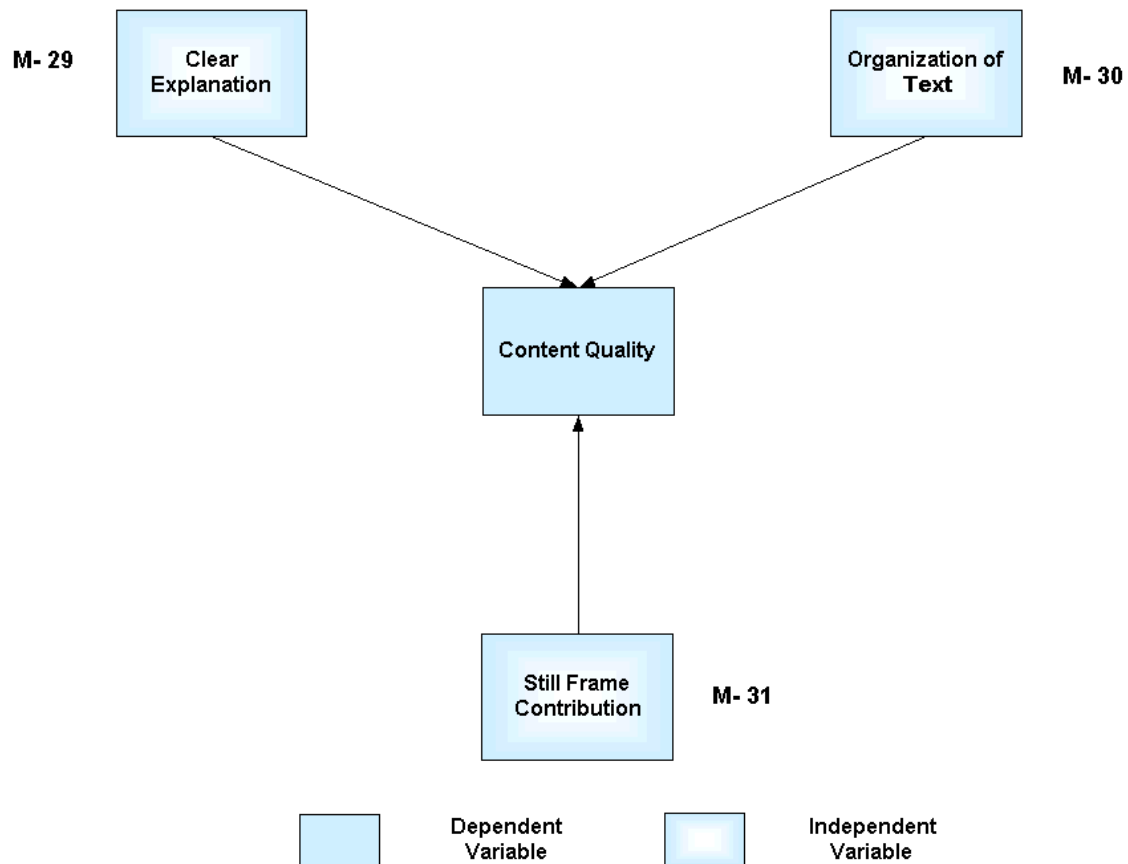 M- 29
Clear
Explanation
Organization of
Text
M- 30
Content Quality
Still Frame
Contribution
M- 31
Dependent
Variable
Independent
Variable